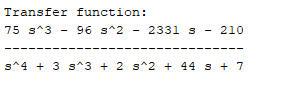 Transfer function:
75 s^3 - 96 s^2 - 2331 s - 210
------------------------------
s^4 + 3 s^3 + 2 s^2 + 44 s + 7